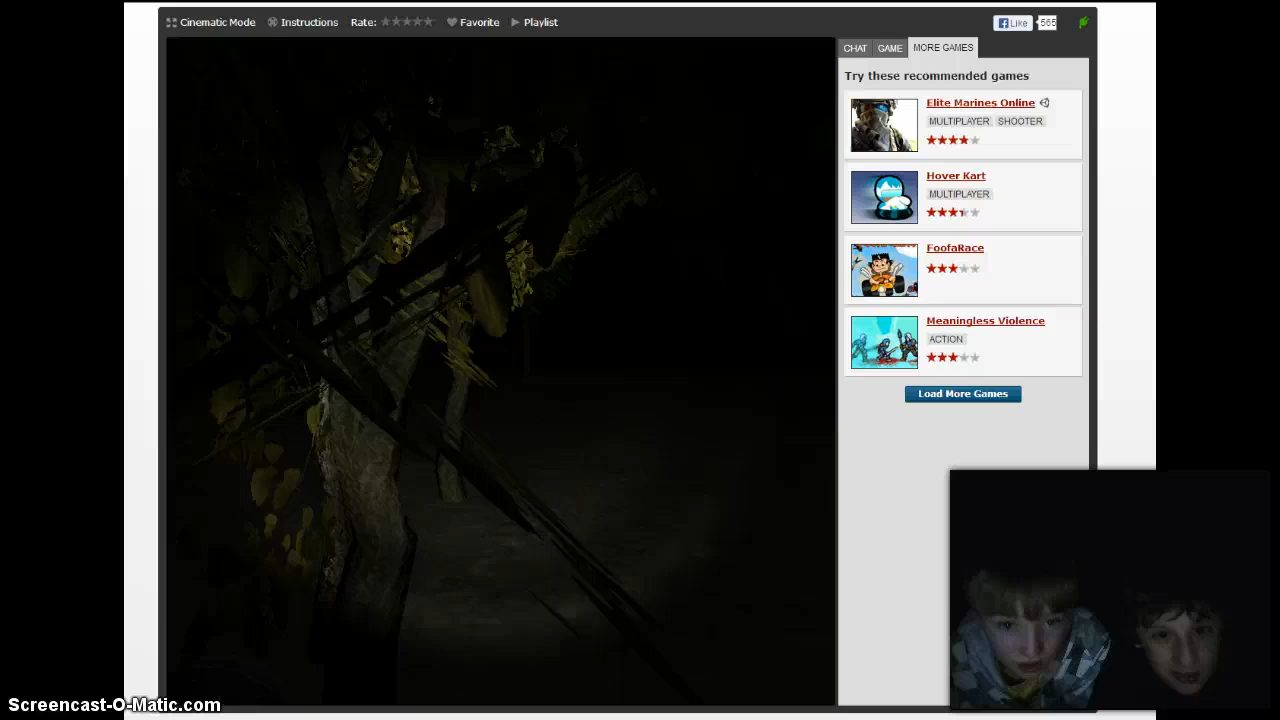 Cinematic Mode Instructions Rate: Favorite Playlist Like 565
CHAT GAME MORE GAMES
Try these recommended games
Elite Marines Online
MULTIPLAYER SHOOTER
Hover Kart
MULTIPLAYER
FoofaRace
Meaningless Violence
ACTION
Load More Games
Screencast-O-Matic.com